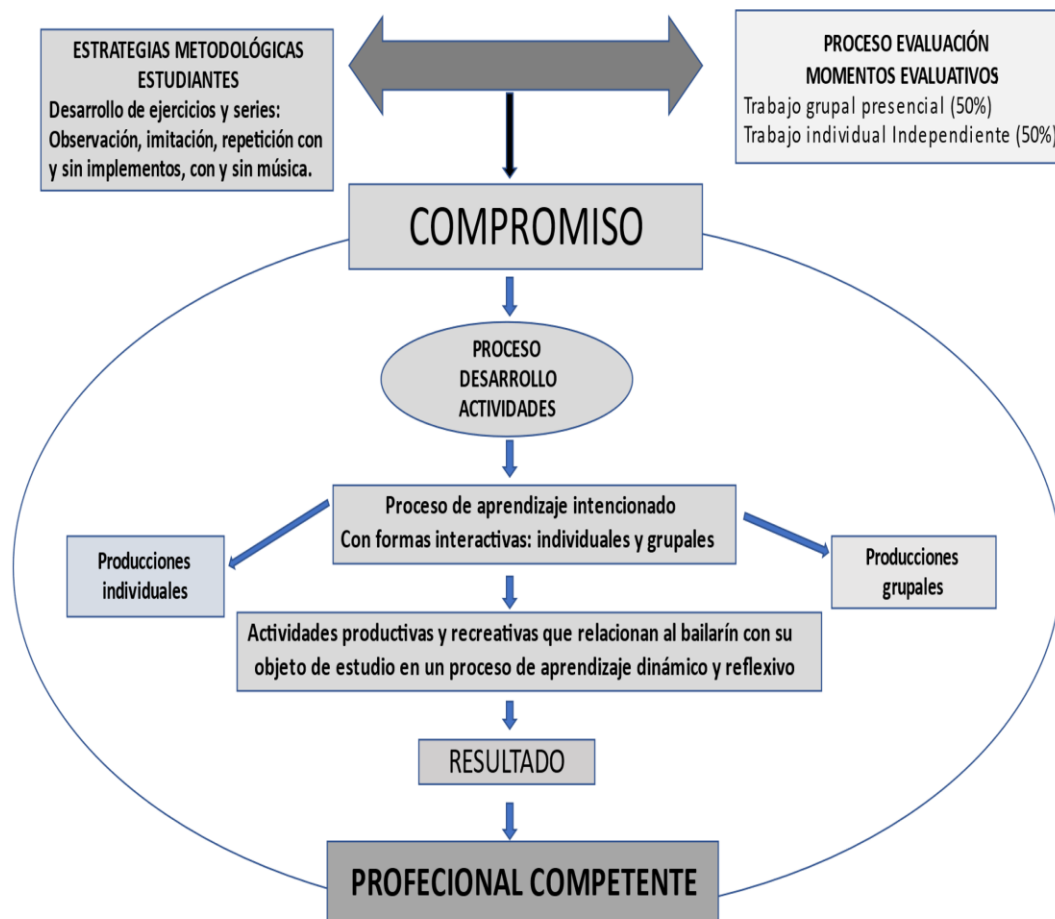 ESTRATEGIAS METODOLÓGICAS
ESTUDIANTES
Desarrollo de ejercicios y series:
Observación, imitación, repetición con
y sin implementos, con y sin música.
PROCESO EVALUACIÓN
MOMENTOS EVALUATIVOS
Trabajo grupal presencial (50%)
Trabajo individual Independiente (50%)
COMPROMISO
PROCESO
DESARROLLO
ACTIVIDADES
Proceso de aprendizaje intencionado
Con formas interactivas: individuales y grupales
Producciones
individuales
Producciones
grupales
Actividades productivas y recreativas que relacionan al bailarín con su
objeto de estudio en un proceso de aprendizaje dinámico y reflexivo
RESULTADO
PROFECIONAL COMPETENTE